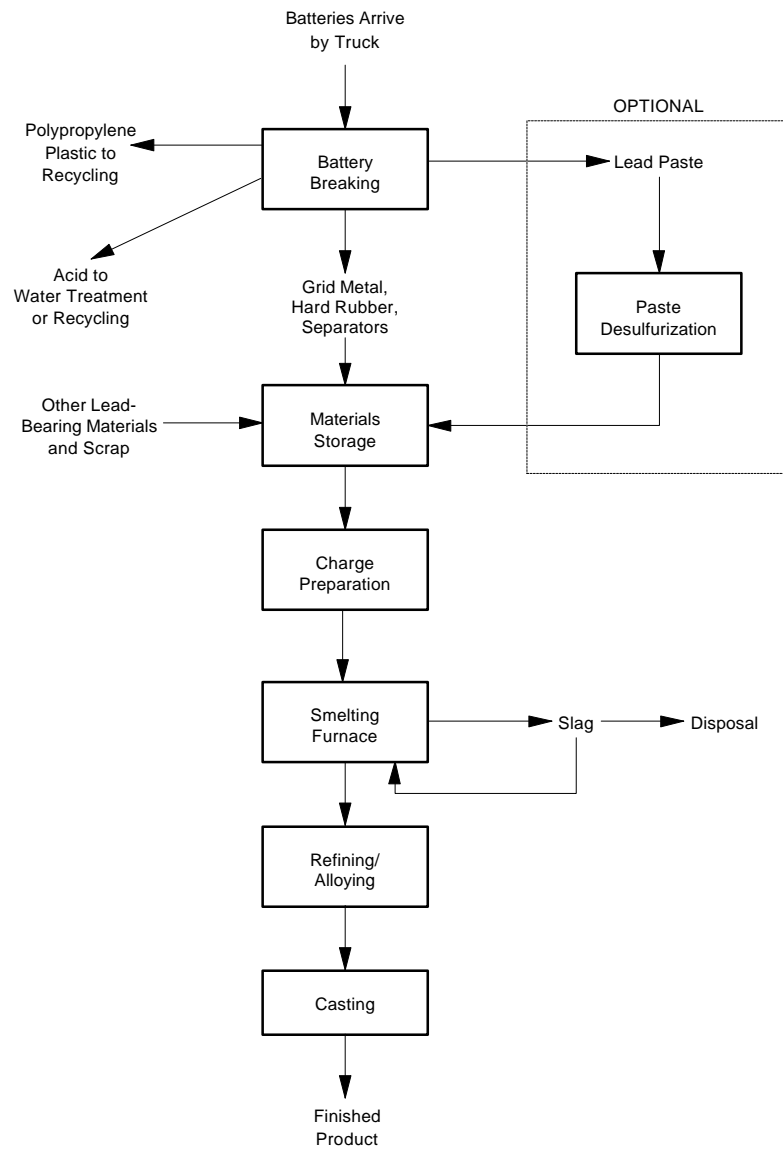 Batteries Arrive
by Truck
OPTIONAL
Polypropylene
Plastic to
Recycling
Battery
Breaking
Lead Paste
Acid to
Water Treatment
or Recycling
Grid Metal,
Hard Rubber,
Separators
Paste
Desulfurization
Other Lead-
Bearing Materials
and Scrap
Materials
Storage
Charge
Preparation
Smelting
Furnace
Slag
Disposal
Refining/
Alloying
Casting
Finished
Product